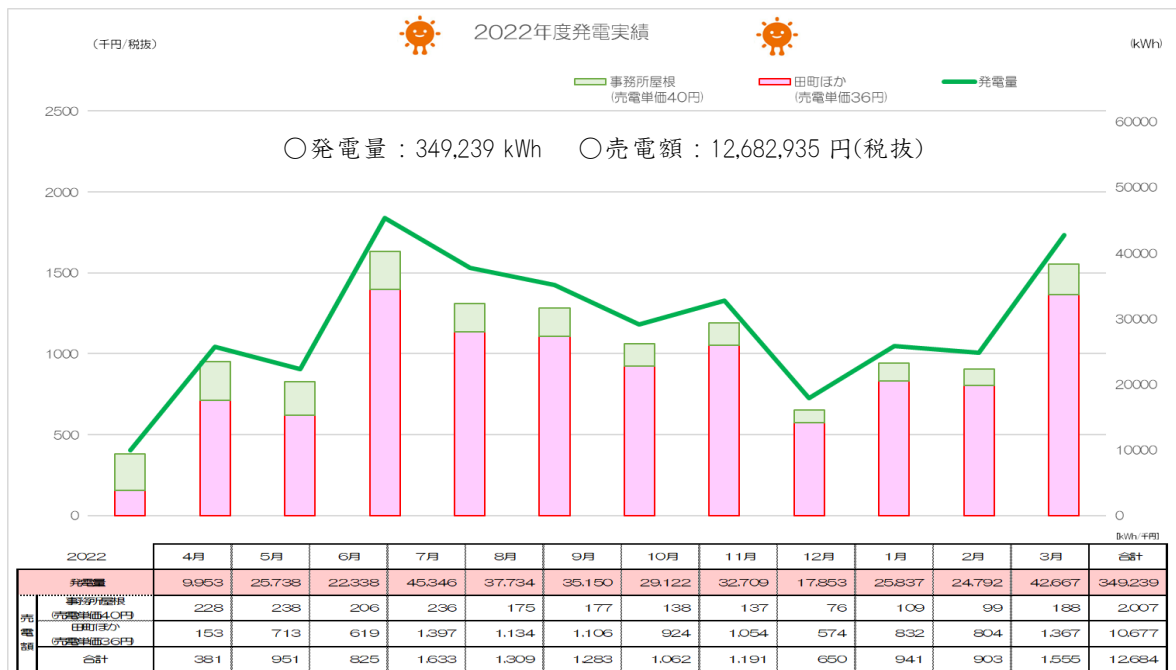 2022年度発電実績
（千円/税抜）
(kWh)
事務所屋根
(売電単価40円)
田町ほか
(売電単価36円)
発電量
○発電量：349,239 kWh ○売電額：12,682,935 円(税抜)
2500
2000
1500
1000
500
0
60000
50000
40000
30000
20000
10000
0
[kWh/千円]
2022 4月 5月 6月 7月 8月 9月 10月 11月 12月 1月 2月 3月 合計
発電量 9,953 25,738 22,338 45,346 37,734 35,150 29,122 32,709 17,853 25,837 24,792 42,667 349,239
売電額
事務所屋根
(売電単価40円) 228 238 206 236 175 177 138 137 76 109 99 188 2,007
田町ほか
(売電単価36円) 153 713 619 1,397 1,134 1,106 924 1,054 574 832 804 1,367 10,677
合計 381 951 825 1,633 1,309 1,283 1,062 1,191 650 941 903 1,555 12,684